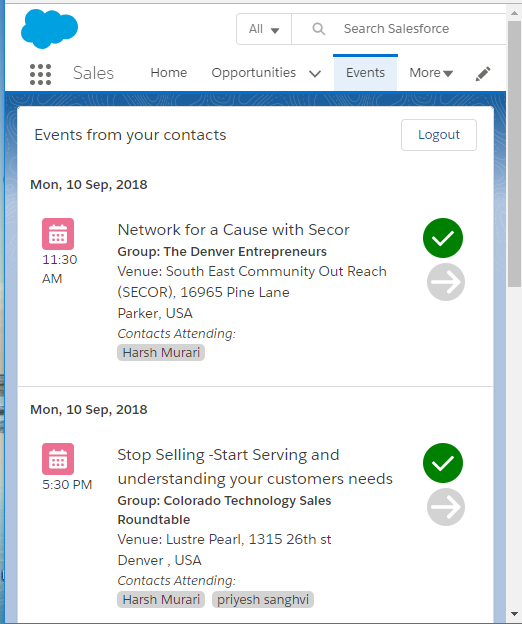 All
Search Salesforce
Sales
Home
Opportunities
Events
More
Events from your contacts
Logout
Mon, 10 Sep, 2018
11:30
AM
Network for a Cause with Secor
Group: The Denver Entrepreneurs
Venue: South East Community Out Reach
(SECOR), 16965 Pine Lane
Parker, USA
Contacts Attending:
Harsh Murari
Mon, 10 Sep, 2018
5:30 PM
Stop Selling -Start Serving and
understanding your customers needs
Group: Colorado Technology Sales
Roundtable
Venue: Lustre Pearl, 1315 26th st
Denver , USA
Contacts Attending:
Harsh Murari priyesh sanghvi